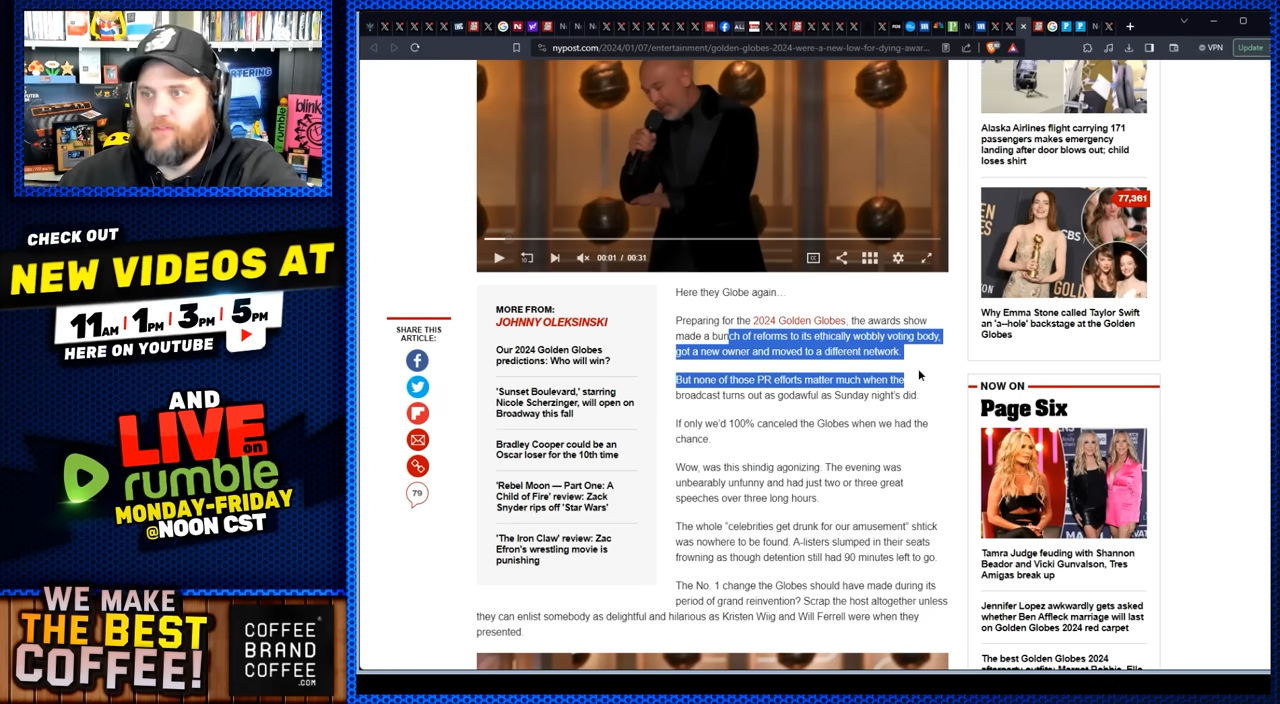 TERING
blink
rumble
CHECK OUT
NEW VIDEOS AT
11AM | 1PM | 3PM | 5PM
HERE ON YOUTUBE
AND
LIVE on
rumble
MONDAY-FRIDAY
@NOON CST
WE MAKE
THE BEST
COFFEE!
COFFEE
BRAND
COFFEE
.COM
nypost.com/2024/01/07/entertainment/golden-globes-2024-were-a-new-low-for-dying-awar...
VPN
Update
00:01 / 00:31
SHARE THIS
ARTICLE:
79
MORE FROM:
JOHNNY OLEKSINSKI
Our 2024 Golden Globes
predictions: Who will win?
'Sunset Boulevard,' starring
Nicole Scherzinger, will open on
Broadway this fall
Bradley Cooper could be an
Oscar loser for the 10th time
'Rebel Moon — Part One: A
Child of Fire' review: Zack
Snyder rips off 'Star Wars'
'The Iron Claw' review: Zac
Efron's wrestling movie is
punishing
Here they Globe again…
Preparing for the 2024 Golden Globes, the awards show
made a bunch of reforms to its ethically wobbly voting body,
got a new owner and moved to a different network.
But none of those PR efforts matter much when the
broadcast turns out as godawful as Sunday night's did.
If only we'd 100% canceled the Globes when we had the
chance.
Wow, was this shindig agonizing. The evening was
unbearably unfunny and had just two or three great
speeches over three long hours.
The whole "celebrities get drunk for our amusement" shtick
was nowhere to be found. A-listers slumped in their seats
frowning as though detention still had 90 minutes left to go.
The No. 1 change the Globes should have made during its
period of grand reinvention? Scrap the host altogether unless
they can enlist somebody as delightful and hilarious as Kristen Wiig and Will Ferrell were when they
presented.
Alaska Airlines flight carrying 171
passengers makes emergency
landing after door blows out; child
loses shirt
77,361
Why Emma Stone called Taylor Swift
an 'a--hole' backstage at the Golden
Globes
NOW ON
Page Six
Tamra Judge feuding with Shannon
Beador and Vicki Gunvalson, Tres
Amigas break up
Jennifer Lopez awkwardly gets asked
whether Ben Affleck marriage will last
on Golden Globes 2024 red carpet
The best Golden Globes 2024